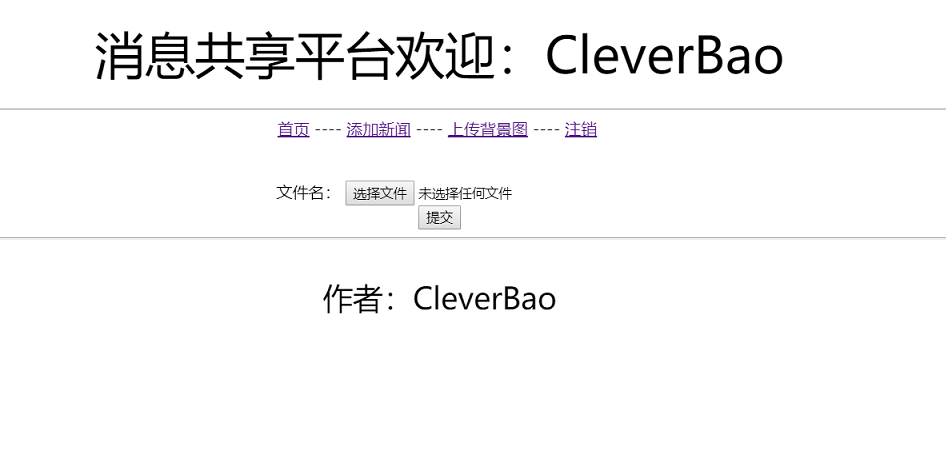 消息共享平台欢迎：CleverBao
首页 ---- 添加新闻 ---- 上传背景图 ---- 注销
文件名： 选择文件 未选择任何文件
提交
作者：CleverBao